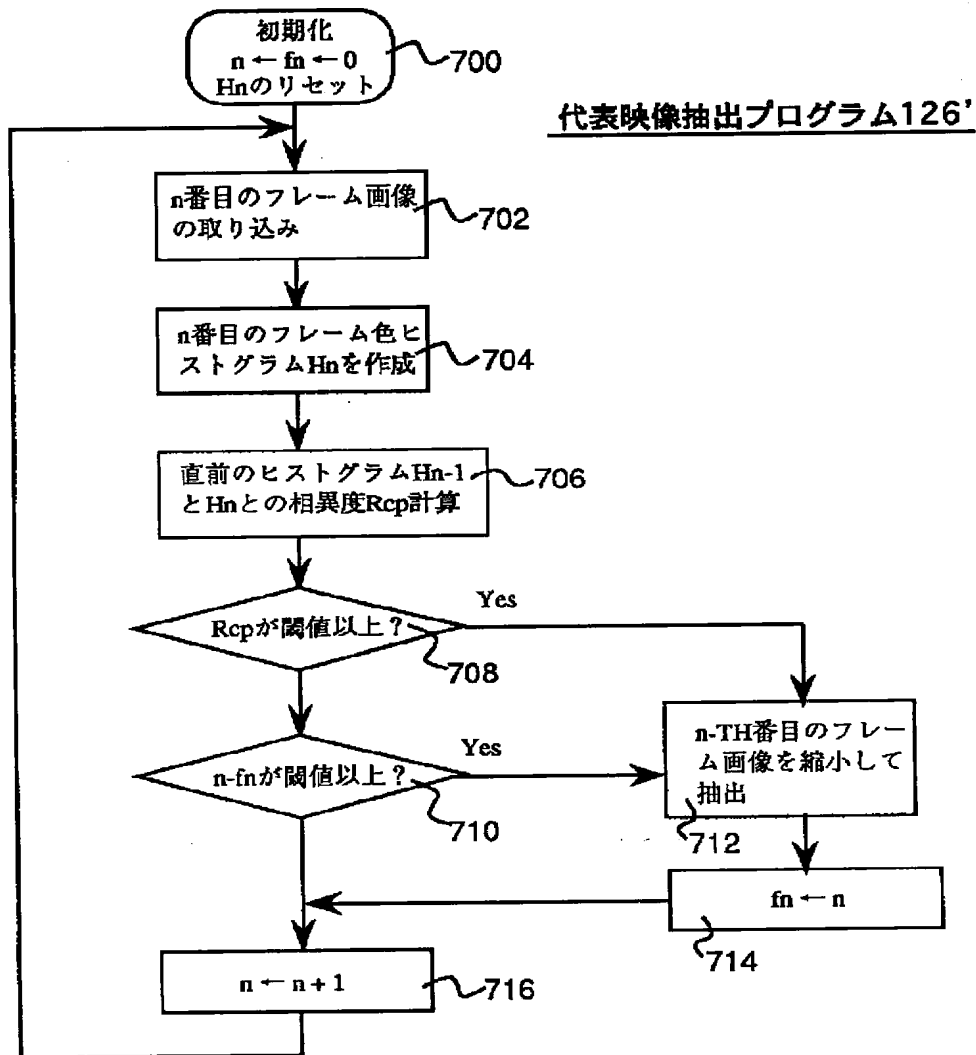 初期化
n ← fn ← 0
Hnのリセット
700
代表映像抽出プログラム126'
n番目のフレーム画像
の取り込み
702
n番目のフレーム色ヒ
ストグラムHnを作成
704
直前のヒストグラムHn-1
とHnとの相異度Rcp計算
706
Rcpが閾値以上？
Yes
708
n-TH番目のフレー
ム画像を縮小して
抽出
712
n-fnが閾値以上？
Yes
710
fn ← n
714
n ← n + 1
716